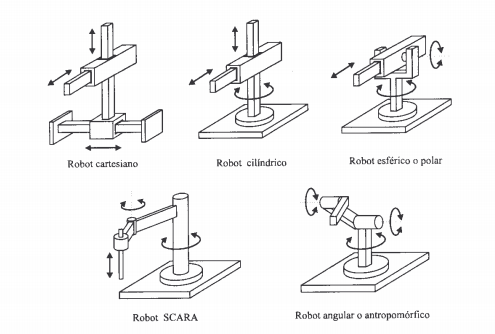 Robot cartesiano
Robot cilíndrico
Robot esférico o polar
Robot SCARA
Robot angular o antropomórfico